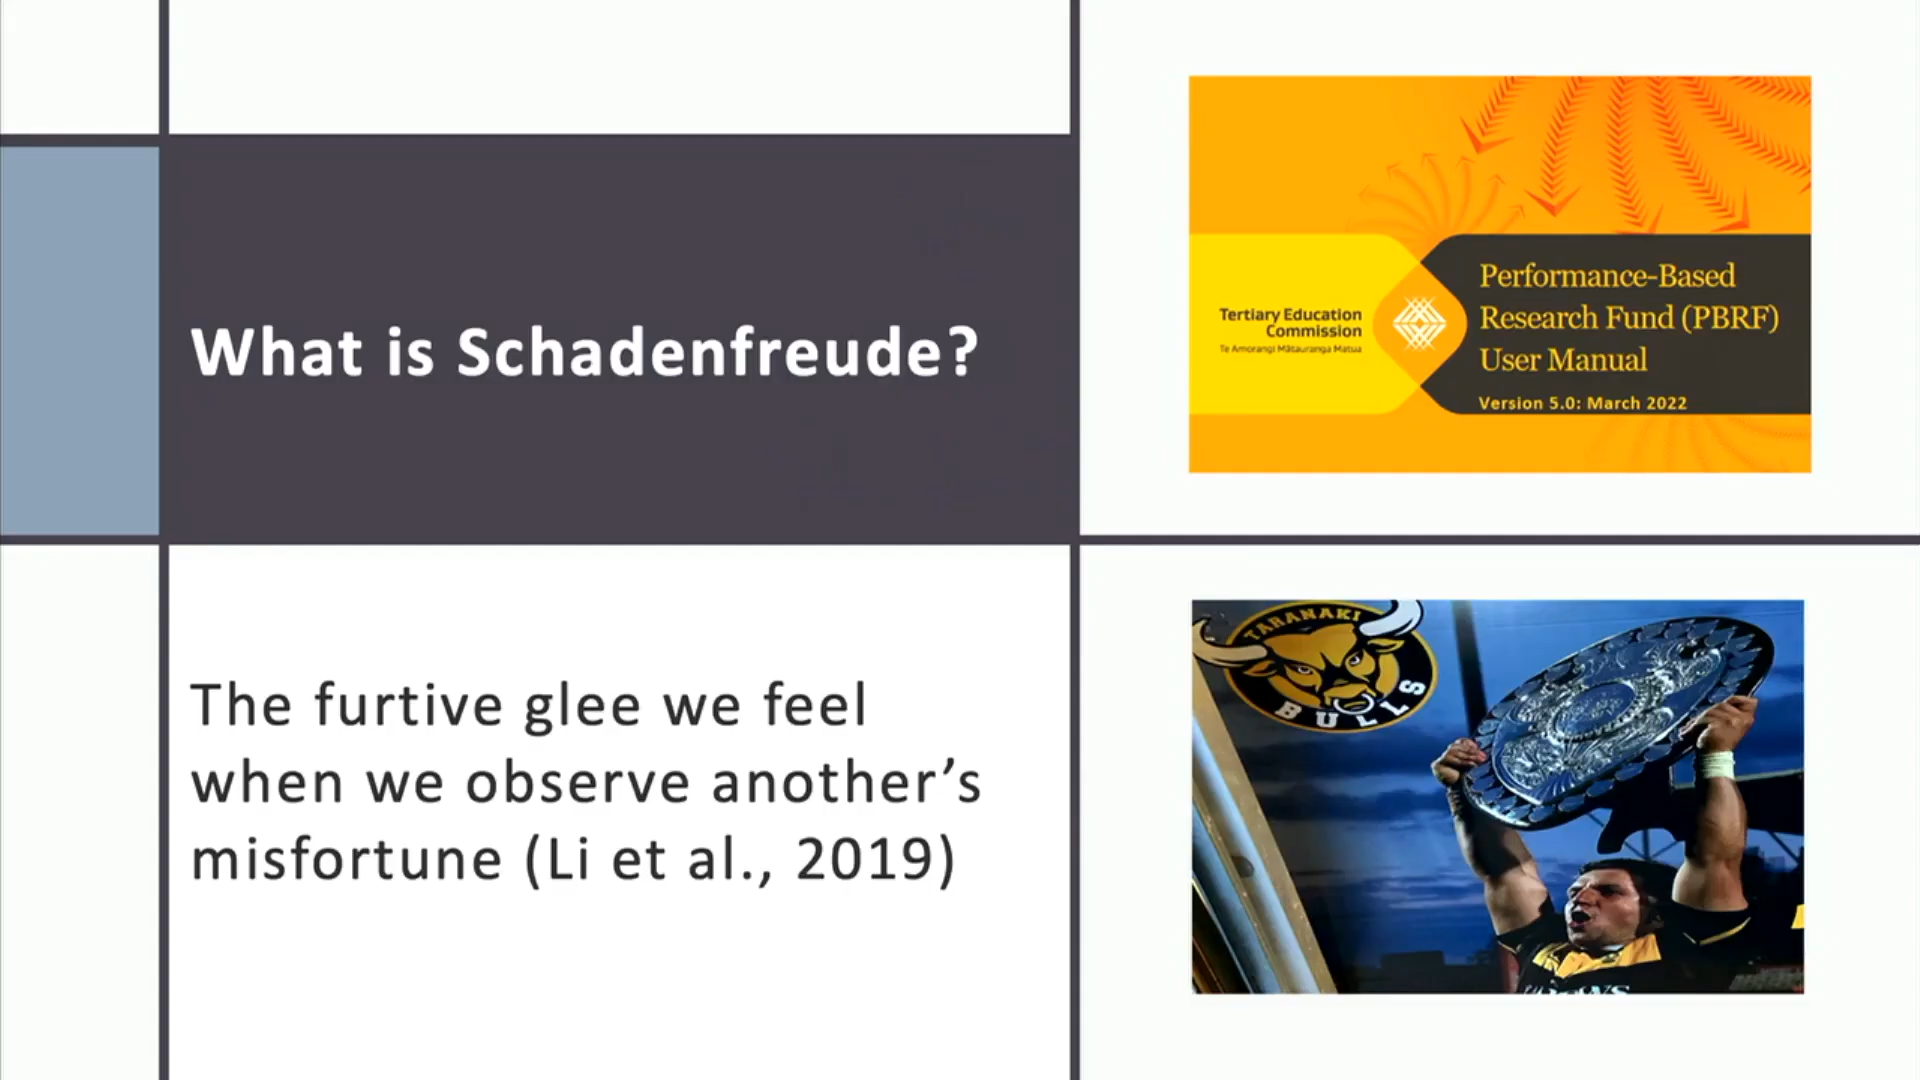 What is Schadenfreude?
The furtive glee we feel
when we observe another’s
misfortune (Li et al., 2019)
Tertiary Education
Commission
Te Amorangi Mātauranga Matua
Performance-Based
Research Fund (PBRF)
User Manual
Version 5.0: March 2022
TARANAKI
BULLS